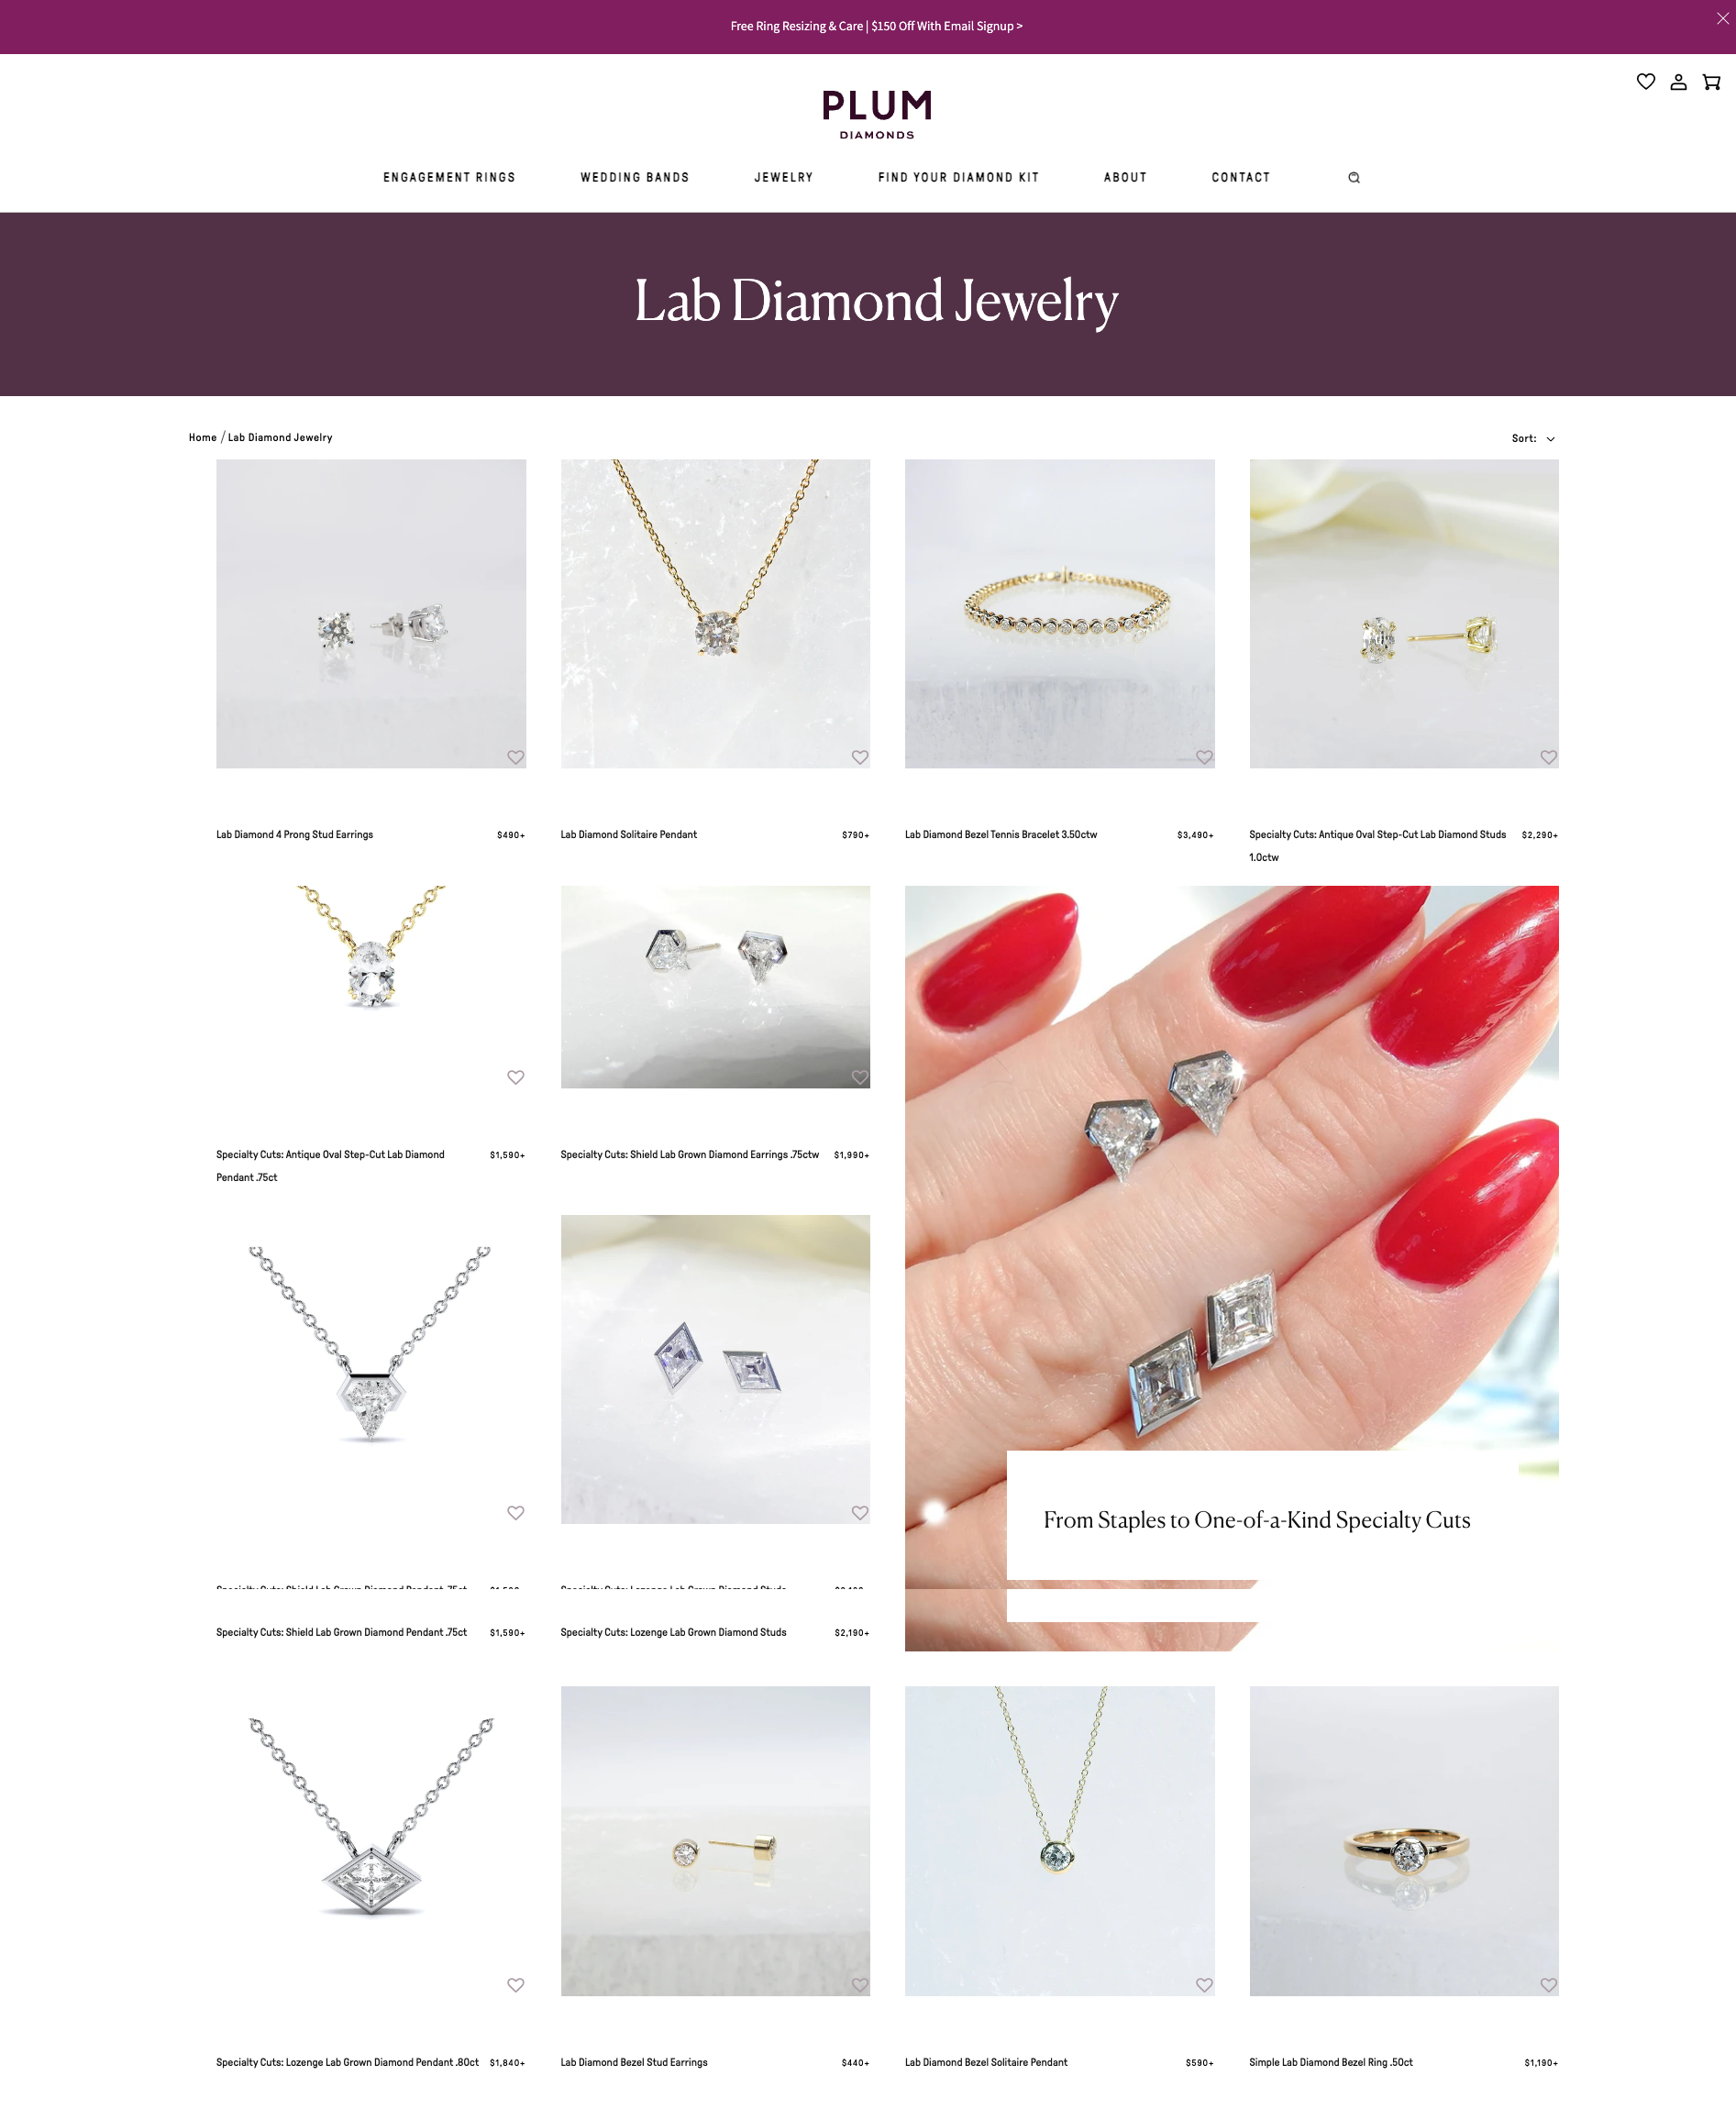 Free Ring Resizing & Care | $150 Off With Email Signup >
PLUM
DIAMONDS
ENGAGEMENT RINGS
WEDDING BANDS
JEWELRY
FIND YOUR DIAMOND KIT
ABOUT
CONTACT
Lab Diamond Jewelry
Home / Lab Diamond Jewelry
Sort:
Lab Diamond 4 Prong Stud Earrings $490+
Lab Diamond Solitaire Pendant $790+
Lab Diamond Bezel Tennis Bracelet 3.50ctw $3,490+
Specialty Cuts: Antique Oval Step-Cut Lab Diamond Studs $2,290+
1.0ctw
Specialty Cuts: Antique Oval Step-Cut Lab Diamond $1,590+
Pendant .75ct
Specialty Cuts: Shield Lab Grown Diamond Earrings .75ctw $1,990+
From Staples to One-of-a-Kind Specialty Cuts
Specialty Cuts: Shield Lab Grown Diamond Pendant .75ct $1,590+
Specialty Cuts: Lozenge Lab Grown Diamond Studs $2,190+
Specialty Cuts: Lozenge Lab Grown Diamond Pendant .80ct $1,840+
Lab Diamond Bezel Stud Earrings $440+
Lab Diamond Bezel Solitaire Pendant $590+
Simple Lab Diamond Bezel Ring .50ct $1,190+